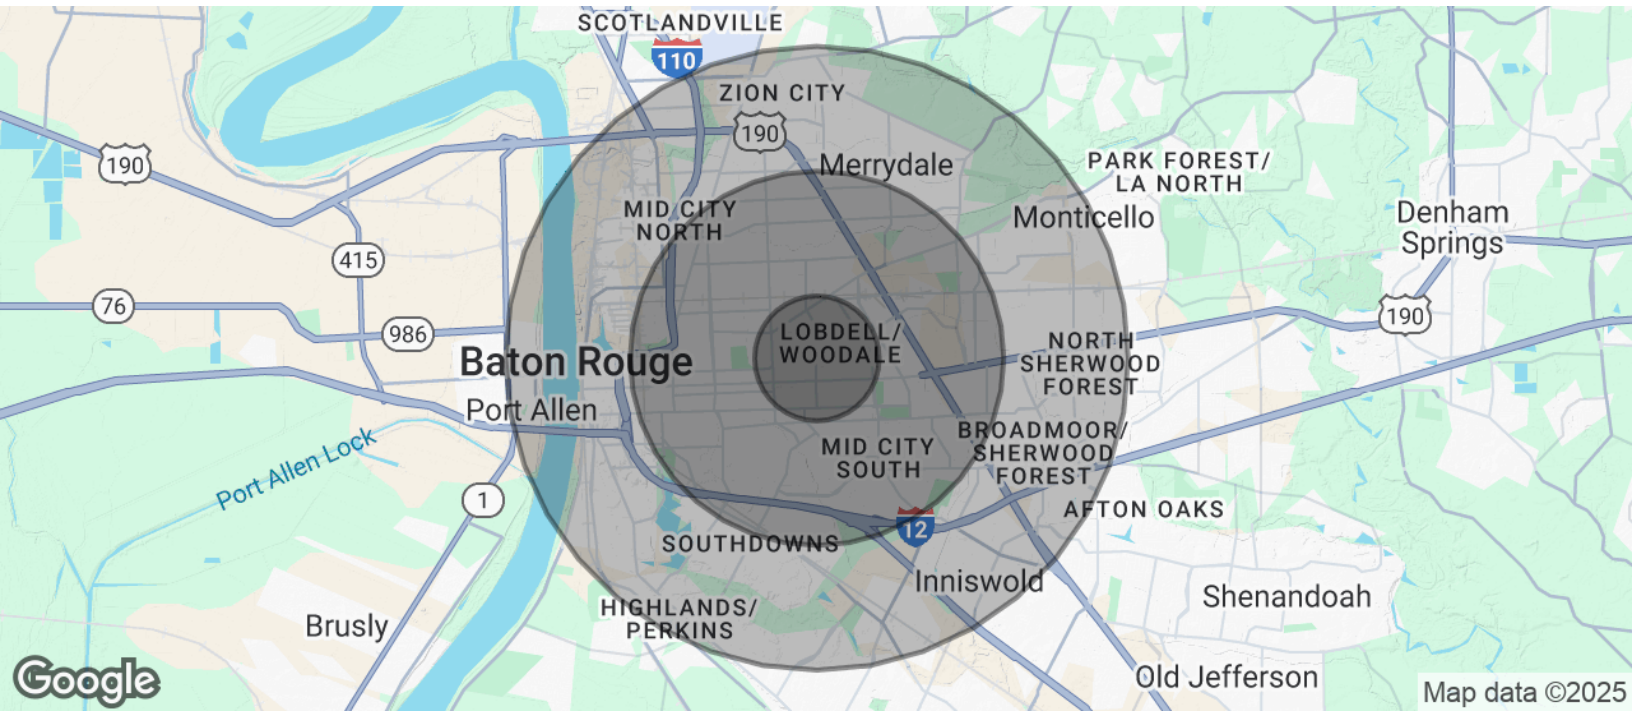 SCOTLANDVILLE
110
ZION CITY
190
190
Merrydale
PARK FOREST/
LA NORTH
MID CITY
NORTH
Monticello
Denham
Springs
415
76
986
190
LOBDELL/
WOODALE
NORTH
SHERWOOD
FOREST
Baton Rouge
Port Allen
Port Allen Lock
MID CITY
SOUTH
BROADMOOR/
SHERWOOD
FOREST
1
AFTON OAKS
12
SOUTHDOWNS
Inniswold
Shenandoah
HIGHLANDS/
PERKINS
Brusly
Old Jefferson
Google
Map data ©2025